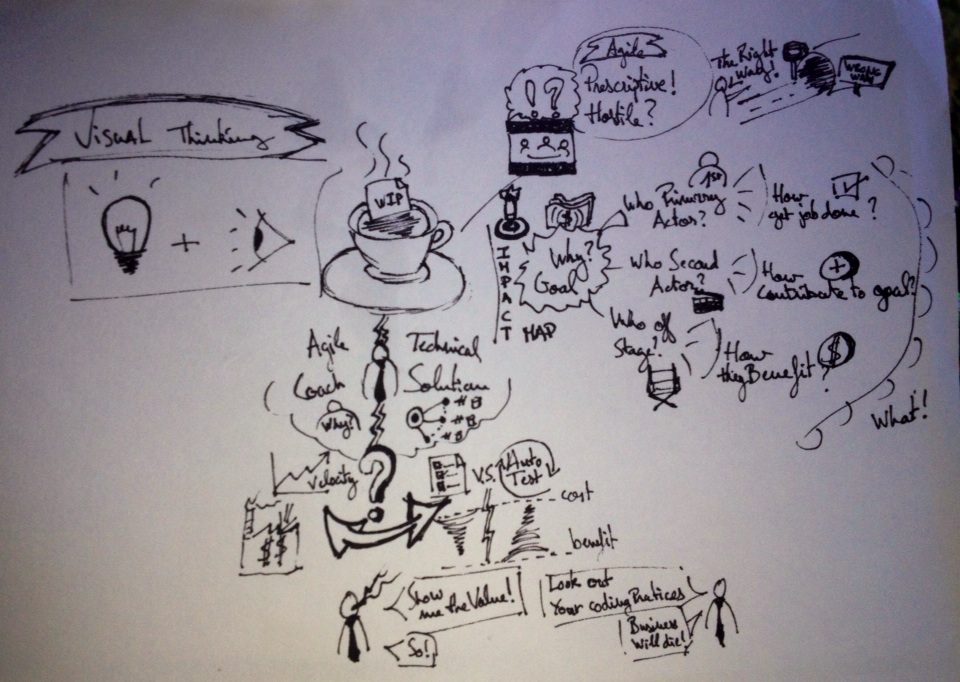 Visual Thinking
WIP
! ?
Agile
Prescriptive!
Hostile?
The Right
Way!
WRONG
WAY
IMPACT
MAP
$
Why?
Goal
Who Primary
Actor?
1ST
How
get job done?
Who Second
Actor?
How
Contribute to goal?
Who off
Stage?
How
they Benefit?
$
What!
Agile
Coach
Why?
Technical
Solution
#
#
#
Velocity
?
V.S.
Auto
Test
cost
benefit
$ $
Show
me the Value!
So!
Look out
Your coding Pratices
Business
will die!